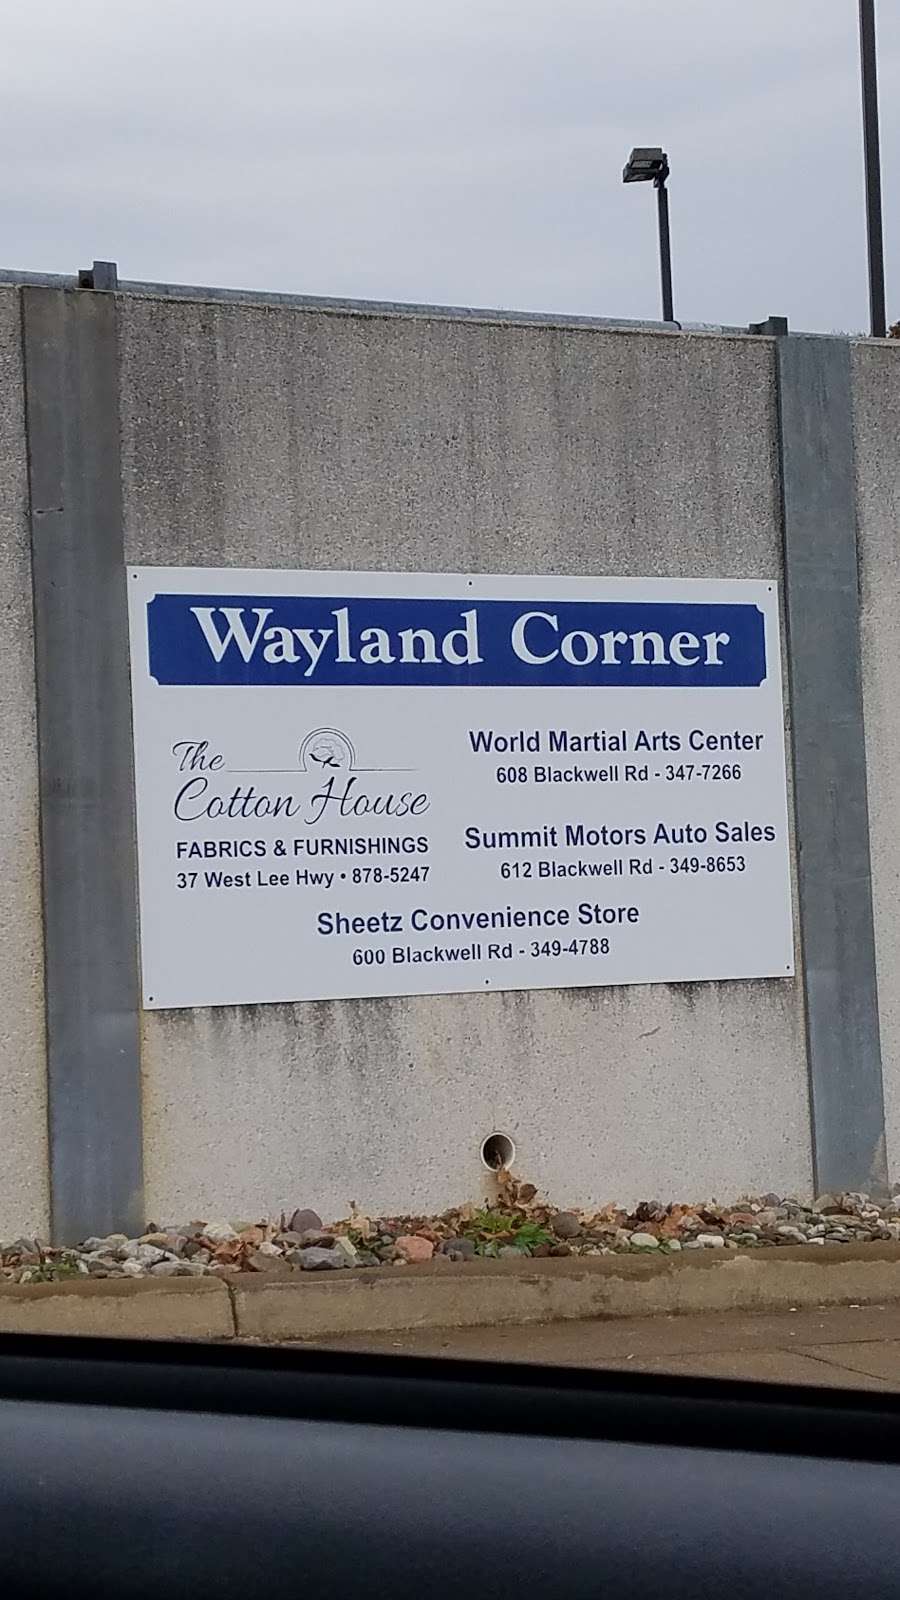 Wayland Corner
The
Cotton House
FABRICS & FURNISHINGS
37 West Lee Hwy • 878-5247
World Martial Arts Center
608 Blackwell Rd - 347-7266
Summit Motors Auto Sales
612 Blackwell Rd - 349-8653
Sheetz Convenience Store
600 Blackwell Rd - 349-4788